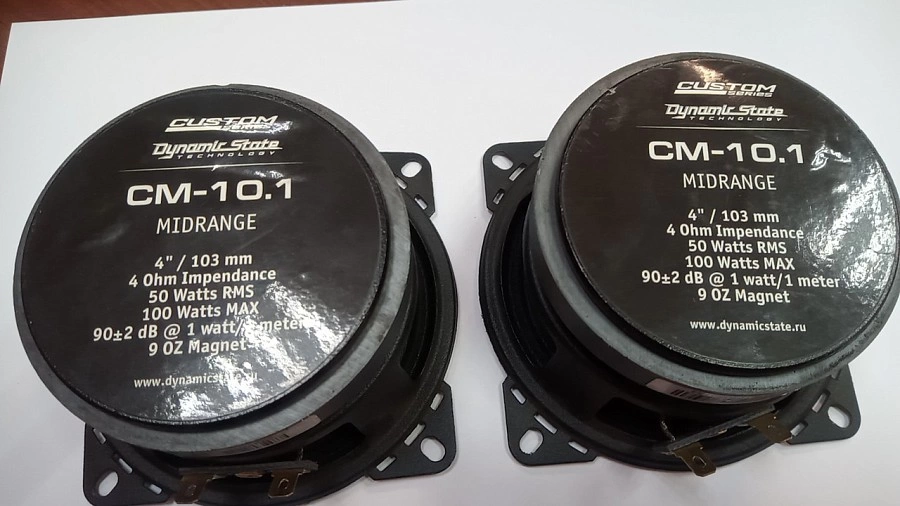 CUSTOM
SERIES
Dynamic State
TECHNOLOGY
CM-10.1
MIDRANGE
4" / 103 mm
4 Ohm Impendance
50 Watts RMS
100 Watts MAX
90±2 dB @ 1 watt/1 meter
9 OZ Magnet
www.dynamicstate.ru
CUSTOM
SERIES
Dynamic State
TECHNOLOGY
CM-10.1
MIDRANGE
4" / 103 mm
4 Ohm Impendance
50 Watts RMS
100 Watts MAX
90±2 dB @ 1 watt/1 meter
9 OZ Magnet
www.dynamicstate.ru